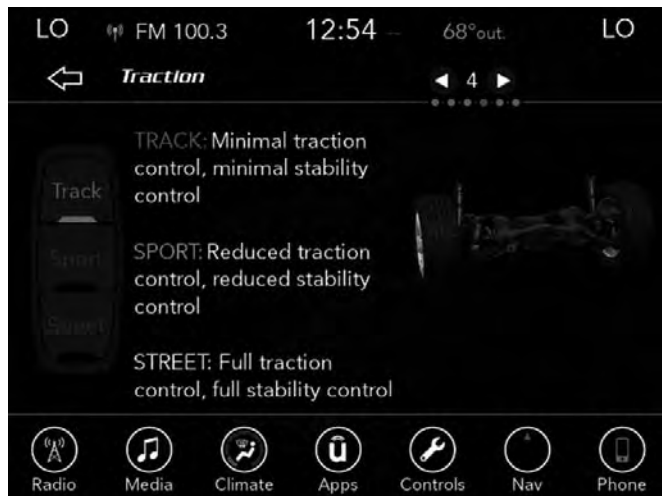 LO FM 100.3 12:54 -- 68°out. LO
Traction 4
TRACK: Minimal traction
control, minimal stability
control
Track
Sport
SPORT: Reduced traction
control, reduced stability
control
Street
STREET: Full traction
control, full stability control
ū
Radio Media Climate Apps Controls Nav Phone